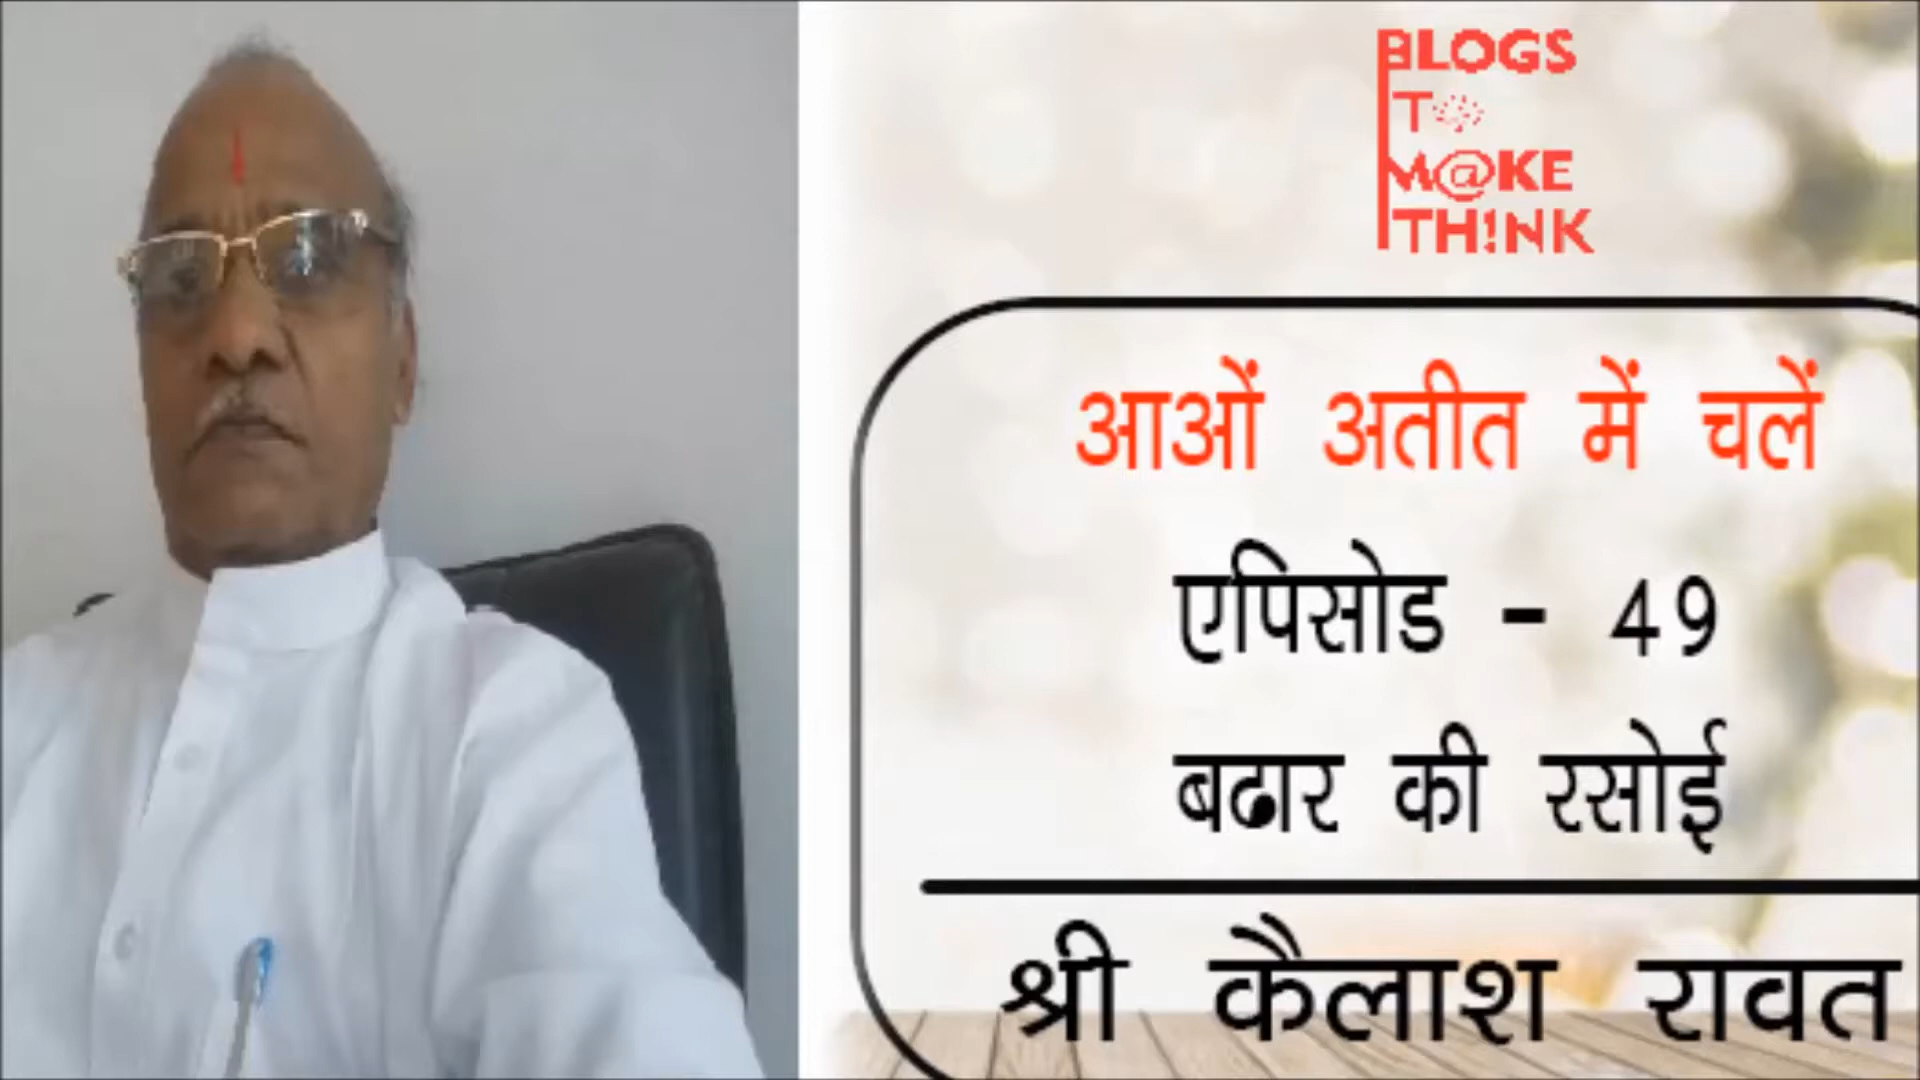 BLOGS
TO
M@KE
TH!NK
आओं अतीत में चलें
एपिसोड - 49
बढार की रसोई
श्री कैलाश रावत